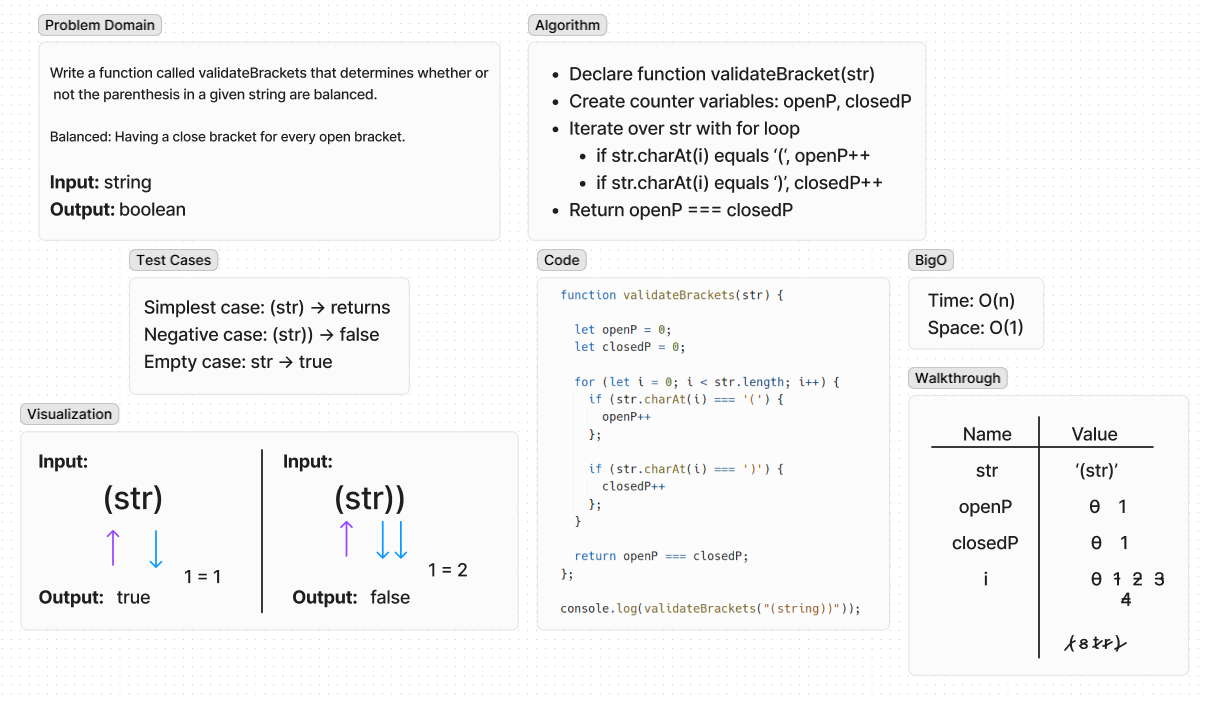 Problem Domain
Write a function called validateBrackets that determines whether or
not the parenthesis in a given string are balanced.
Balanced: Having a close bracket for every open bracket.
Input: string
Output: boolean
Algorithm
• Declare function validateBracket(str)
• Create counter variables: openP, closedP
• Iterate over str with for loop
• if str.charAt(i) equals ‘(‘, openP++
• if str.charAt(i) equals ‘)’, closedP++
• Return openP === closedP
Test Cases
Simplest case: (str) → returns
Negative case: (str)) → false
Empty case: str → true
Visualization
Input:
(str)
1 = 1
Output: true
Input:
(str))
1 = 2
Output: false
Code
function validateBrackets(str) {
let openP = 0;
let closedP = 0;
for (let i = 0; i < str.length; i++) {
if (str.charAt(i) === '(') {
openP++
};
if (str.charAt(i) === ')') {
closedP++
};
}
return openP === closedP;
};
console.log(validateBrackets("(string))"));
BigO
Time: O(n)
Space: O(1)
Walkthrough
Name Value
str ‘(str)’
openP 0 1
closedP 0 1
i 0 1 2 3
4
(str)